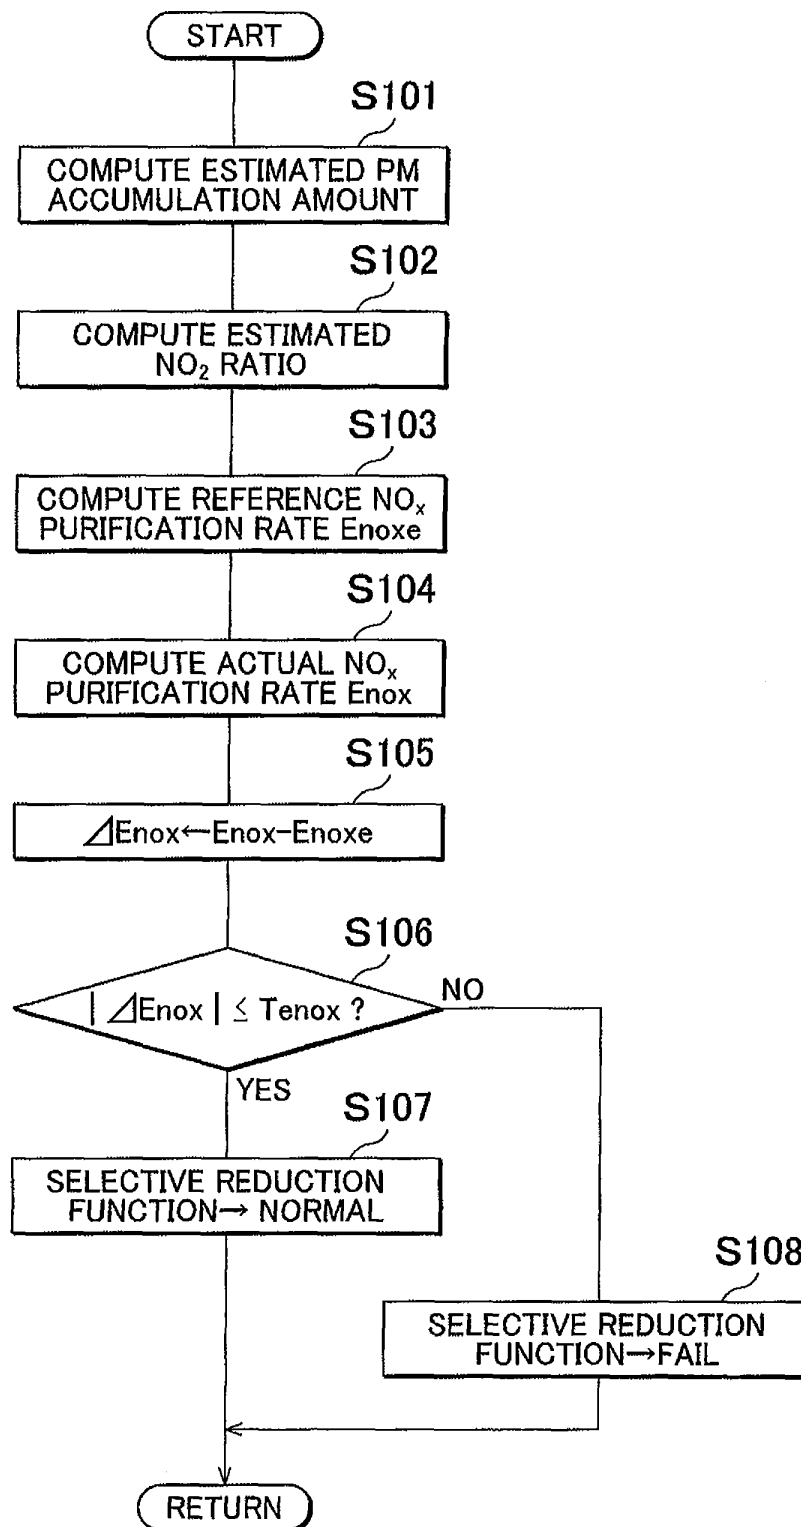 START
S101
COMPUTE ESTIMATED PM
ACCUMULATION AMOUNT
S102
COMPUTE ESTIMATED
NO₂ RATIO
S103
COMPUTE REFERENCE NOₓ
PURIFICATION RATE Enoxe
S104
COMPUTE ACTUAL NOₓ
PURIFICATION RATE Enox
S105
⊿Enox←Enox-Enoxe
S106
|⊿Enox| ≦ Tenox ?
NO
YES
S107
SELECTIVE REDUCTION
FUNCTION→ NORMAL
S108
SELECTIVE REDUCTION
FUNCTION→FAIL
RETURN